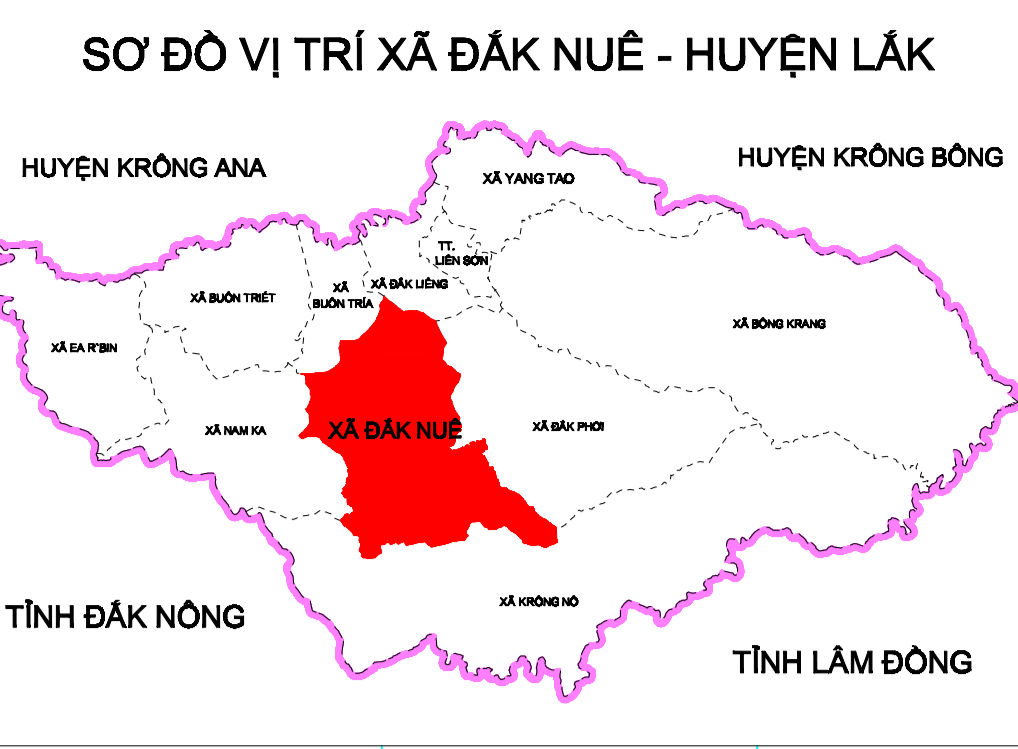 SƠ ĐỒ VỊ TRÍ XÃ ĐẮK NUÊ - HUYỆN LẮK
HUYỆN KRÔNG ANA
HUYỆN KRÔNG BÔNG
XÃ YANG TAO
TT.
LIÊN SƠN
XÃ ĐẮK LIÊNG
XÃ
BUÔN TRÍA
XÃ BUÔN TRIẾT
XÃ BÔNG KRANG
XÃ EA R`BIN
XÃ NAM KA
XÃ ĐẮK NUÊ
XÃ ĐẮK PHƠI
XÃ KRÔNG NÔ
TỈNH ĐẮK NÔNG
TỈNH LÂM ĐỒNG